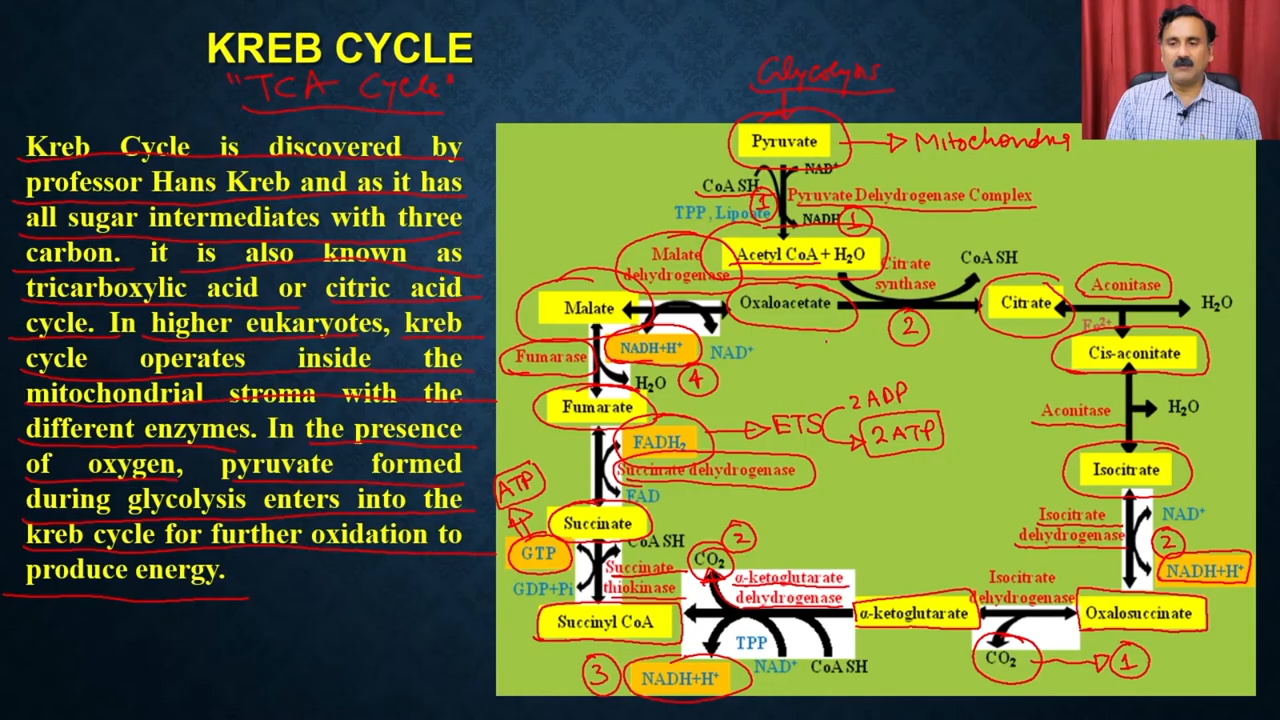 KREB CYCLE
"TCA Cycle"
Kreb Cycle is discovered by
professor Hans Kreb and as it has
all sugar intermediates with three
carbon. it is also known as
tricarboxylic acid or citric acid
cycle. In higher eukaryotes, kreb
cycle operates inside the
mitochondrial stroma with the
different enzymes. In the presence
of oxygen, pyruvate formed
during glycolysis enters into the
kreb cycle for further oxidation to
produce energy.
Glycolysis
Pyruvate
Mitochondria
CoA SH
NAD⁺
1
Pyruvate Dehydrogenase Complex
TPP, Lipoate
NADH
1
Acetyl CoA + H₂O
Malate
dehydrogenase
Citrate
synthase
CoA SH
Malate
Oxaloacetate
2
Citrate
Aconitase
H₂O
Fe²⁺
Cis-aconitate
NADH+H⁺
NAD⁺
4
Fumarase
H₂O
Fumarate
Aconitase
H₂O
FADH₂
ETS
2 ADP
2 ATP
Succinate dehydrogenase
FAD
Isocitrate
ATP
Succinate
GTP
CoA SH
GDP+Pi
Succinate
thiokinase
Isocitrate
dehydrogenase
NAD⁺
2
NADH+H⁺
CO₂
2
α-ketoglutarate
dehydrogenase
Isocitrate
dehydrogenase
Succinyl CoA
α-ketoglutarate
Oxalosuccinate
TPP
NAD⁺
CoA SH
3
NADH+H⁺
CO₂
1